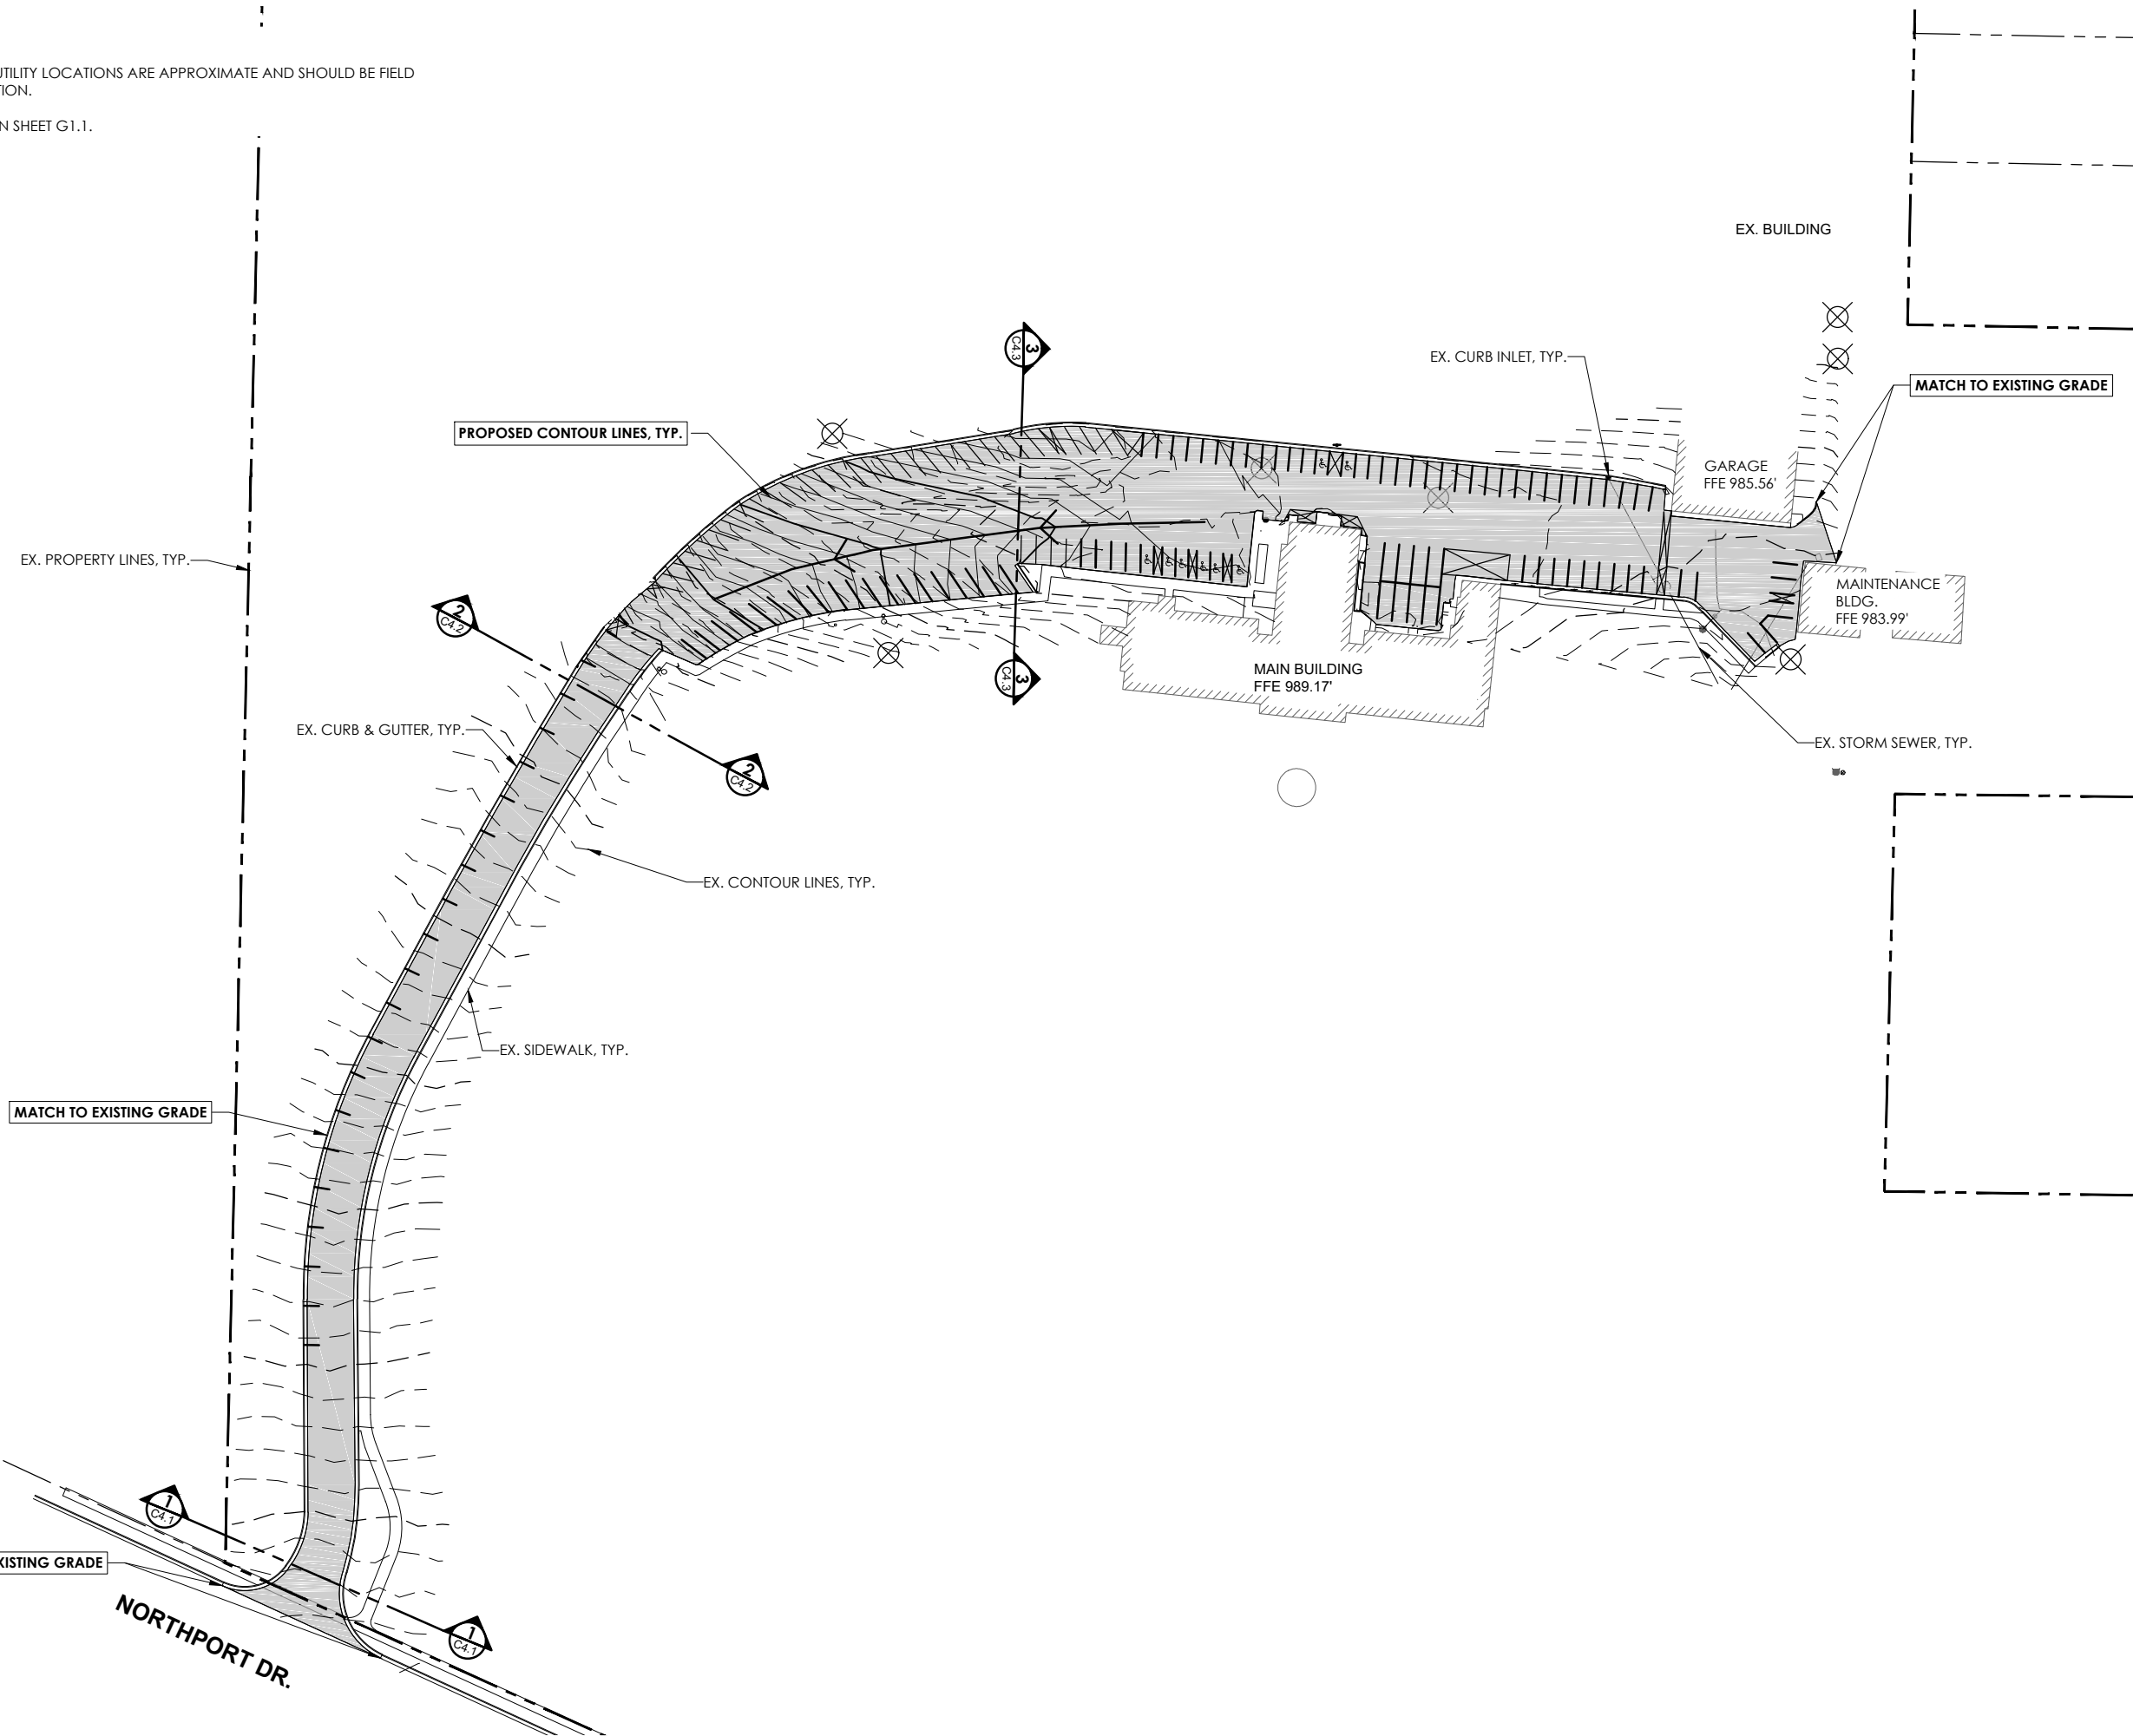 UTILITY LOCATIONS ARE APPROXIMATE AND SHOULD BE FIELD
TION.
N SHEET G1.1.
EX. BUILDING
3
C4.3
EX. CURB INLET, TYP.
MATCH TO EXISTING GRADE
PROPOSED CONTOUR LINES, TYP.
GARAGE
FFE 985.56'
EX. PROPERTY LINES, TYP.
MAINTENANCE
BLDG.
FFE 983.99'
2
C4.2
MAIN BUILDING
FFE 989.17'
3
C4.3
EX. CURB & GUTTER, TYP.
EX. STORM SEWER, TYP.
2
C4.2
EX. CONTOUR LINES, TYP.
EX. SIDEWALK, TYP.
MATCH TO EXISTING GRADE
1
C4.1
XISTING GRADE
NORTHPORT DR.
1
C4.1